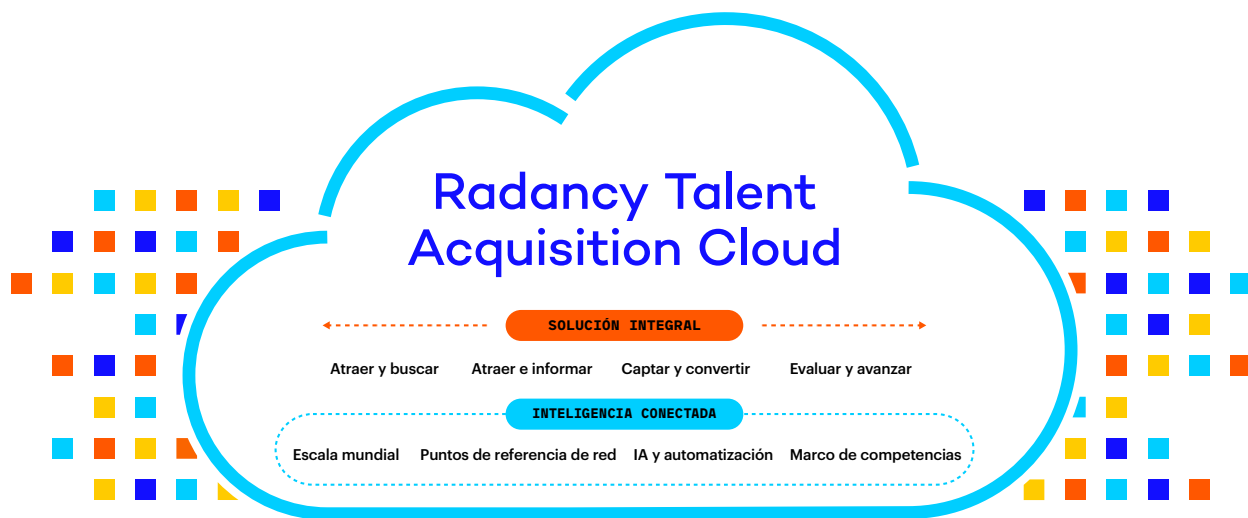 Radancy Talent
Acquisition Cloud
SOLUCIÓN INTEGRAL
Atraer y buscar Atraer e informar Captar y convertir Evaluar y avanzar
INTELIGENCIA CONECTADA
Escala mundial Puntos de referencia de red IA y automatización Marco de competencias